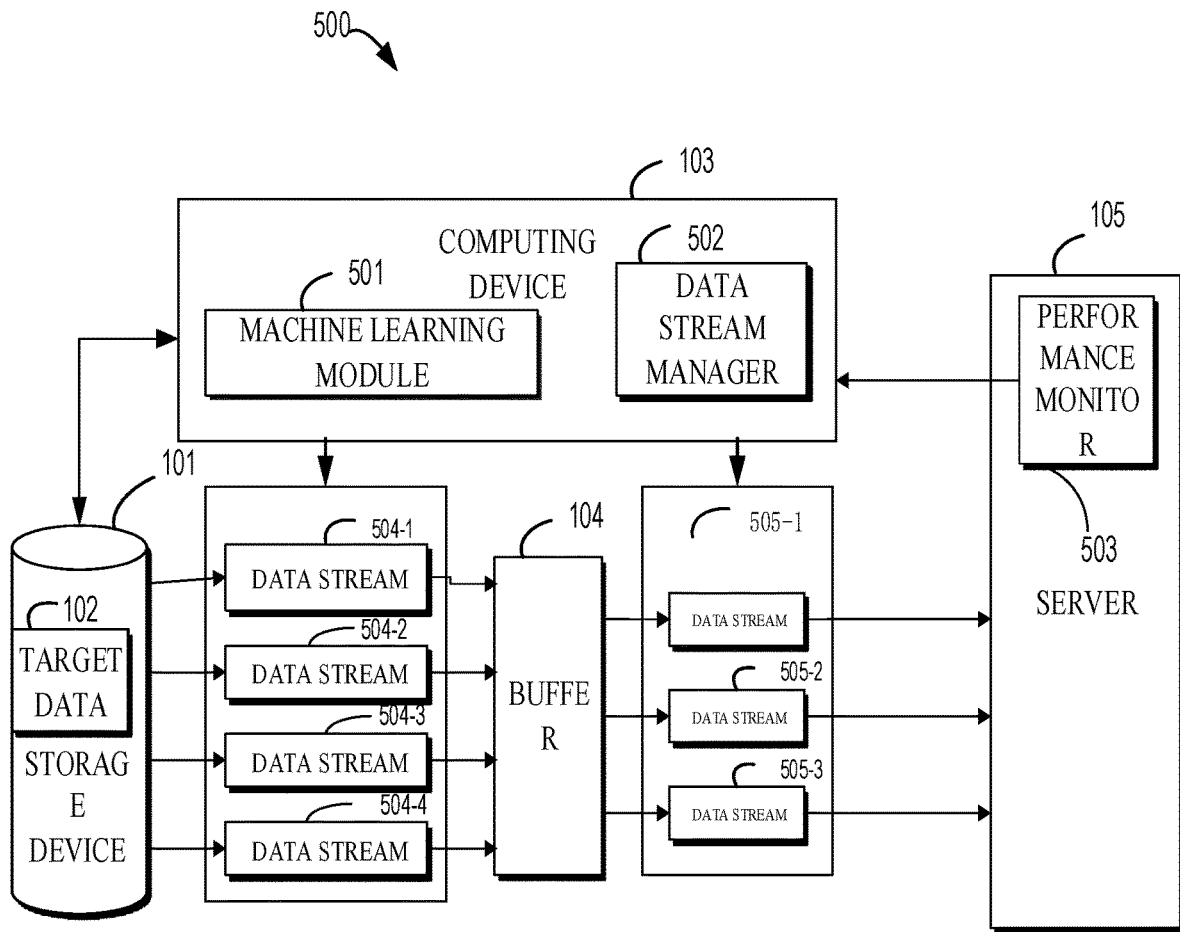 500
103
COMPUTING
DEVICE
501
MACHINE LEARNING
MODULE
502
DATA
STREAM
MANAGER
105
PERFOR
MANCE
MONITO
R
503
SERVER
101
102
TARGET
DATA
STORAG
E
DEVICE
504-1
DATA STREAM
504-2
DATA STREAM
504-3
DATA STREAM
504-4
DATA STREAM
104
BUFFE
R
505-1
DATA STREAM
505-2
DATA STREAM
505-3
DATA STREAM